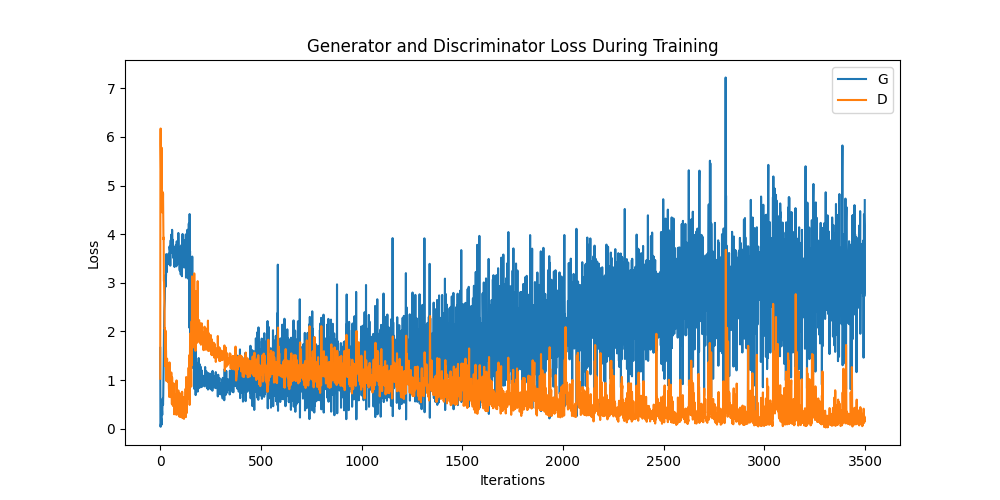 Generator and Discriminator Loss During Training
G
D
7
6
5
4
3
2
1
0
Loss
0 500 1000 1500 2000 2500 3000 3500
Iterations